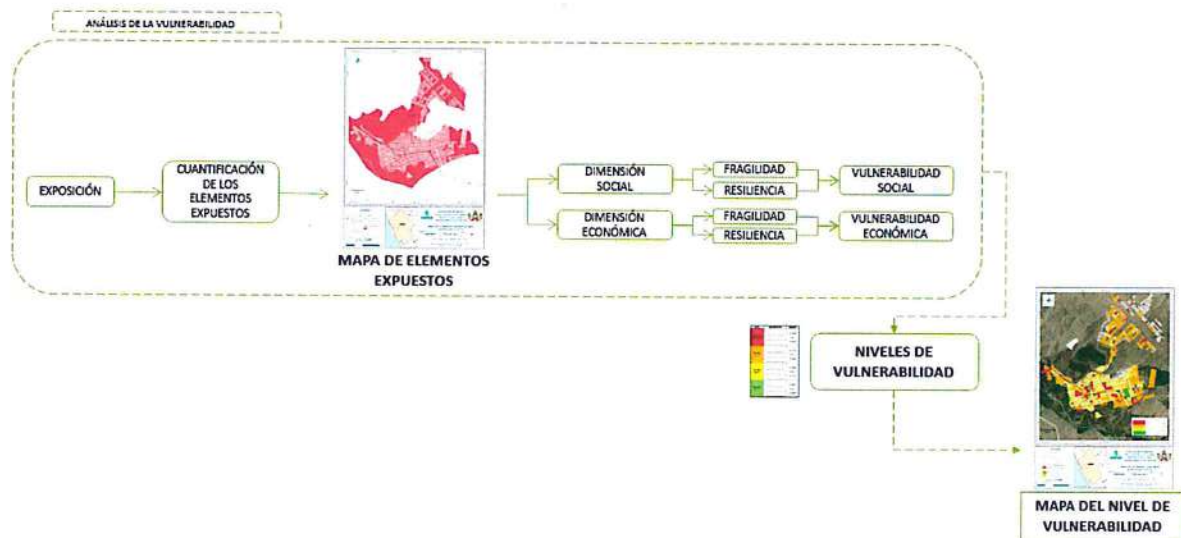 ANÁLISIS DE LA VULNERABILIDAD
EXPOSICIÓN
CUANTIFICACIÓN
DE LOS
ELEMENTOS
EXPUESTOS
MAPA DE ELEMENTOS
EXPUESTOS
DIMENSIÓN
SOCIAL
FRAGILIDAD
RESILIENCIA
VULNERABILIDAD
SOCIAL
DIMENSIÓN
ECONÓMICA
FRAGILIDAD
RESILIENCIA
VULNERABILIDAD
ECONÓMICA
NIVELES DE
VULNERABILIDAD
MAPA DEL NIVEL DE
VULNERABILIDAD